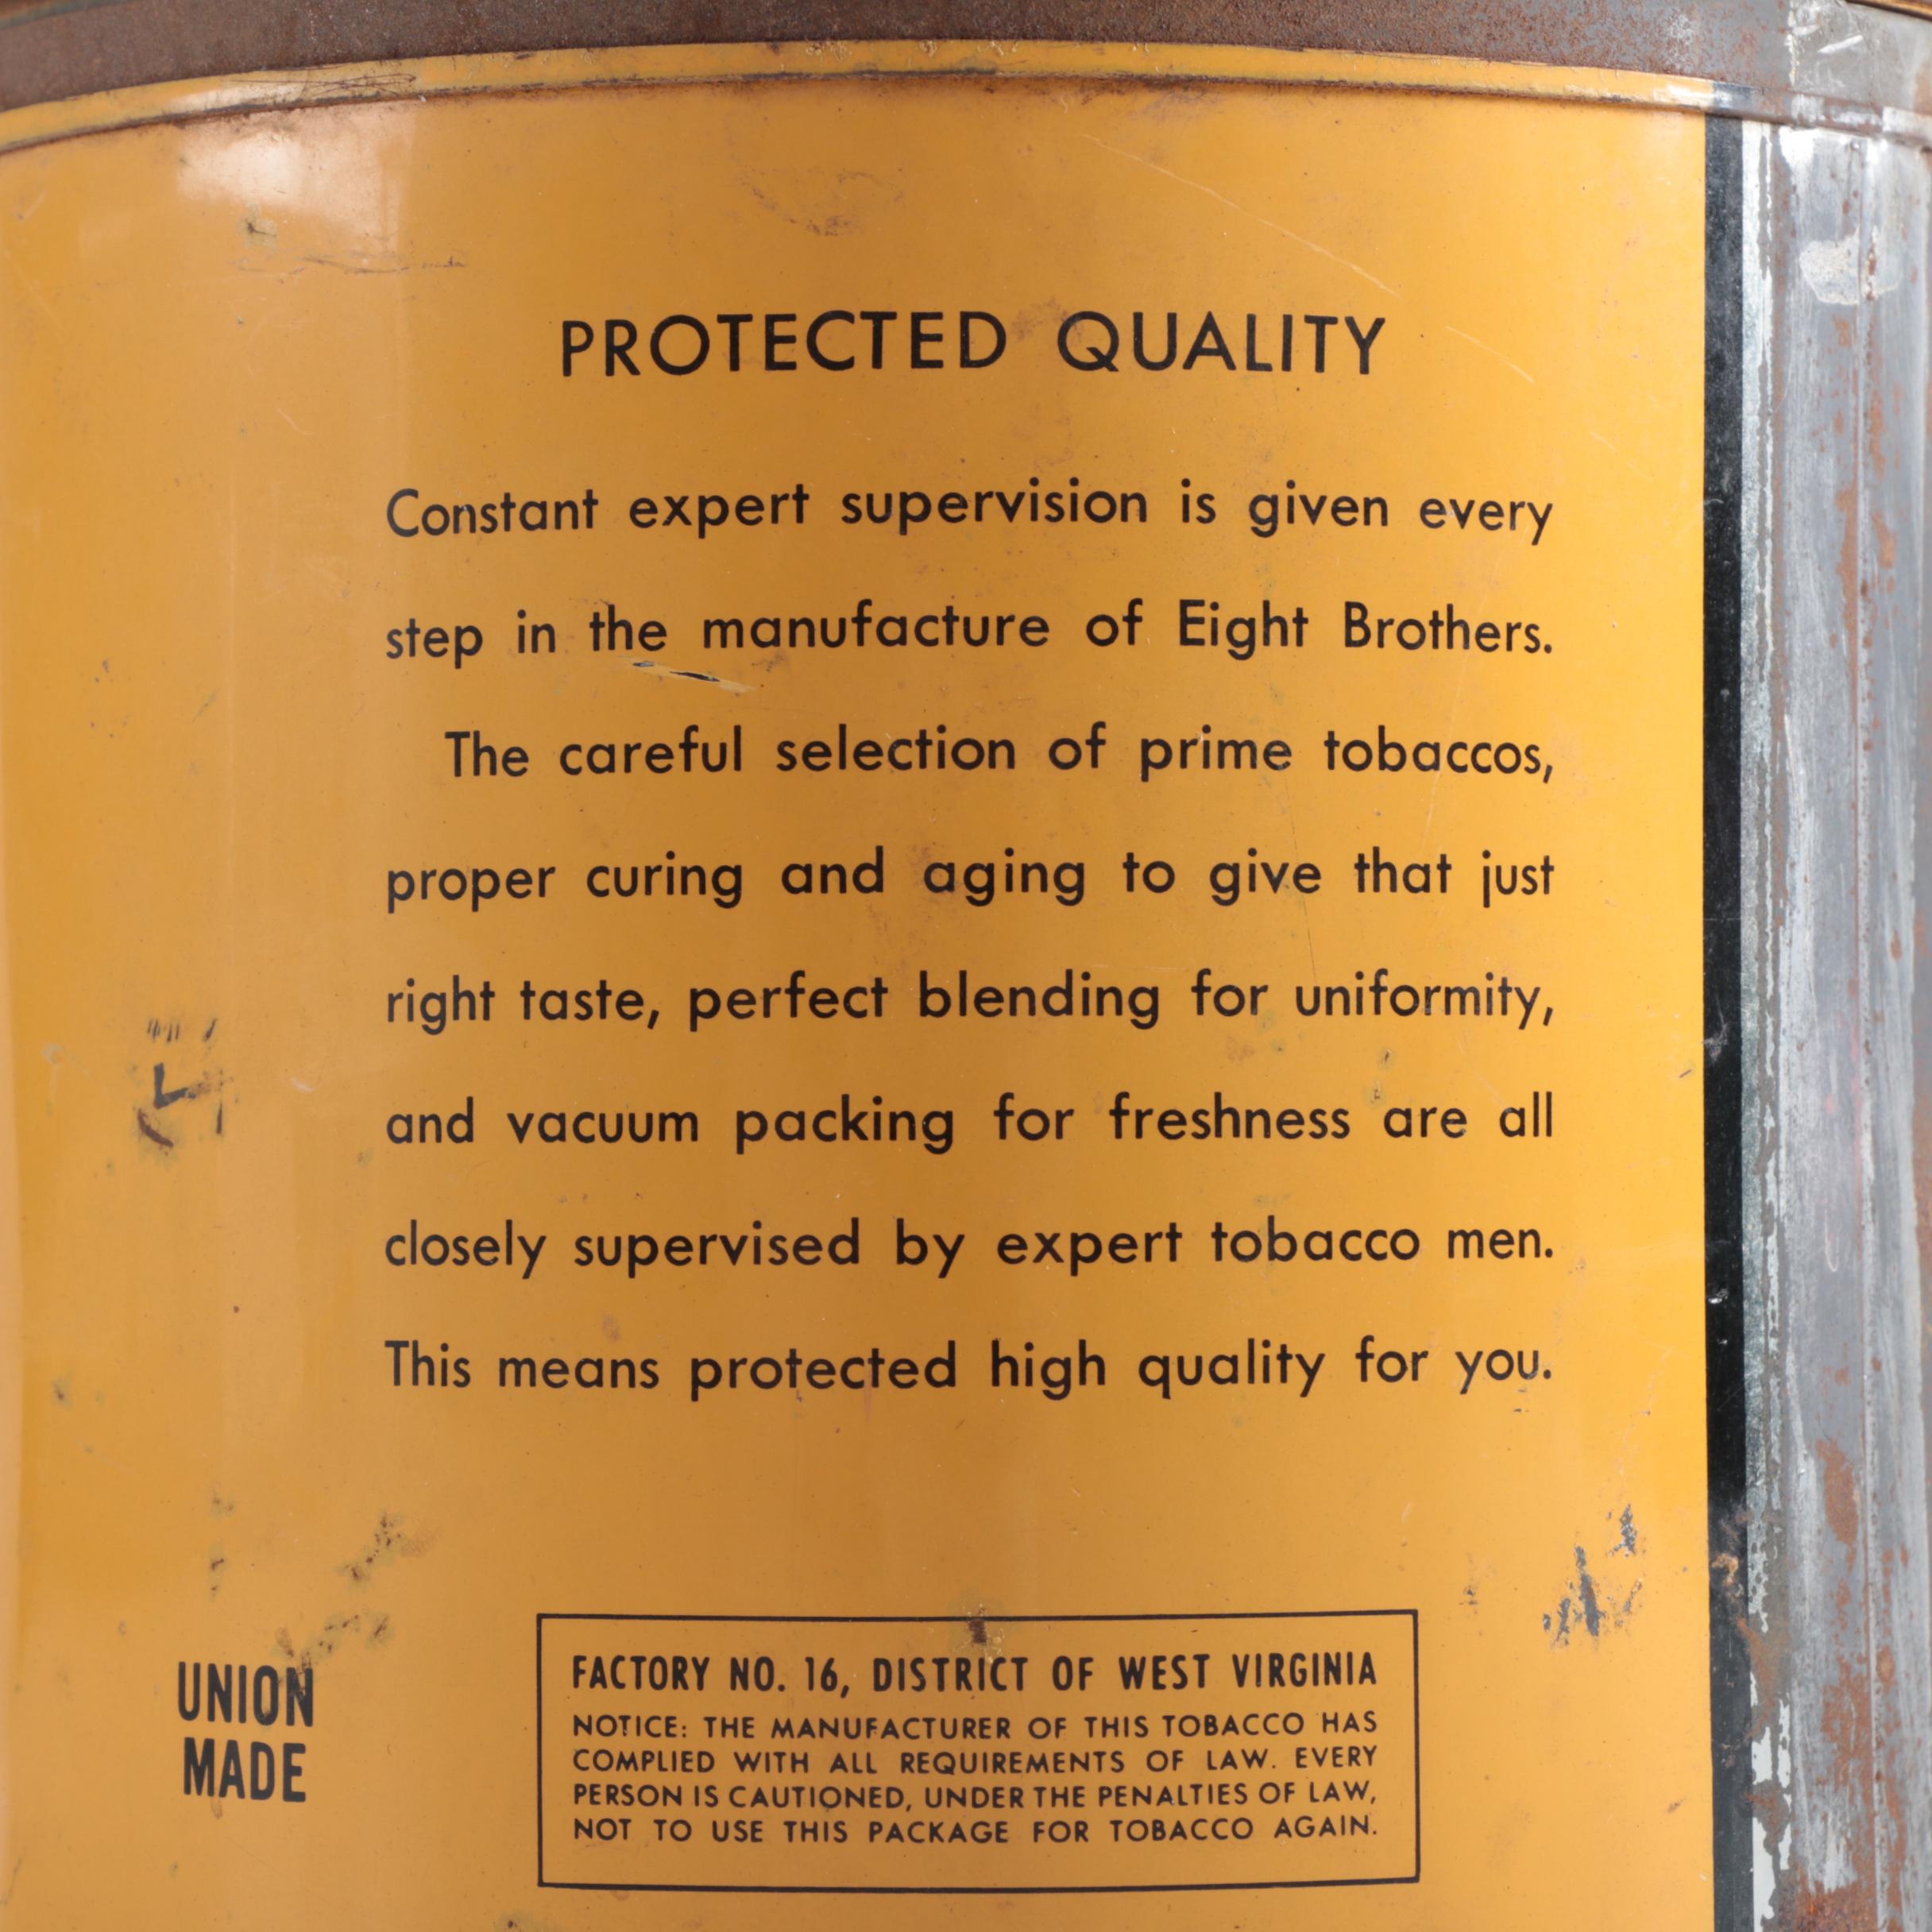 PROTECTED QUALITY
Constant expert supervision is given every
step in the manufacture of Eight Brothers.
The careful selection of prime tobaccos,
proper curing and aging to give that just
right taste, perfect blending for uniformity,
and vacuum packing for freshness are all
closely supervised by expert tobacco men.
This means protected high quality for you.
UNION
MADE
FACTORY NO. 16, DISTRICT OF WEST VIRGINIA
NOTICE: THE MANUFACTURER OF THIS TOBACCO HAS
COMPLIED WITH ALL REQUIREMENTS OF LAW. EVERY
PERSON IS CAUTIONED, UNDER THE PENALTIES OF LAW,
NOT TO USE THIS PACKAGE FOR TOBACCO AGAIN.